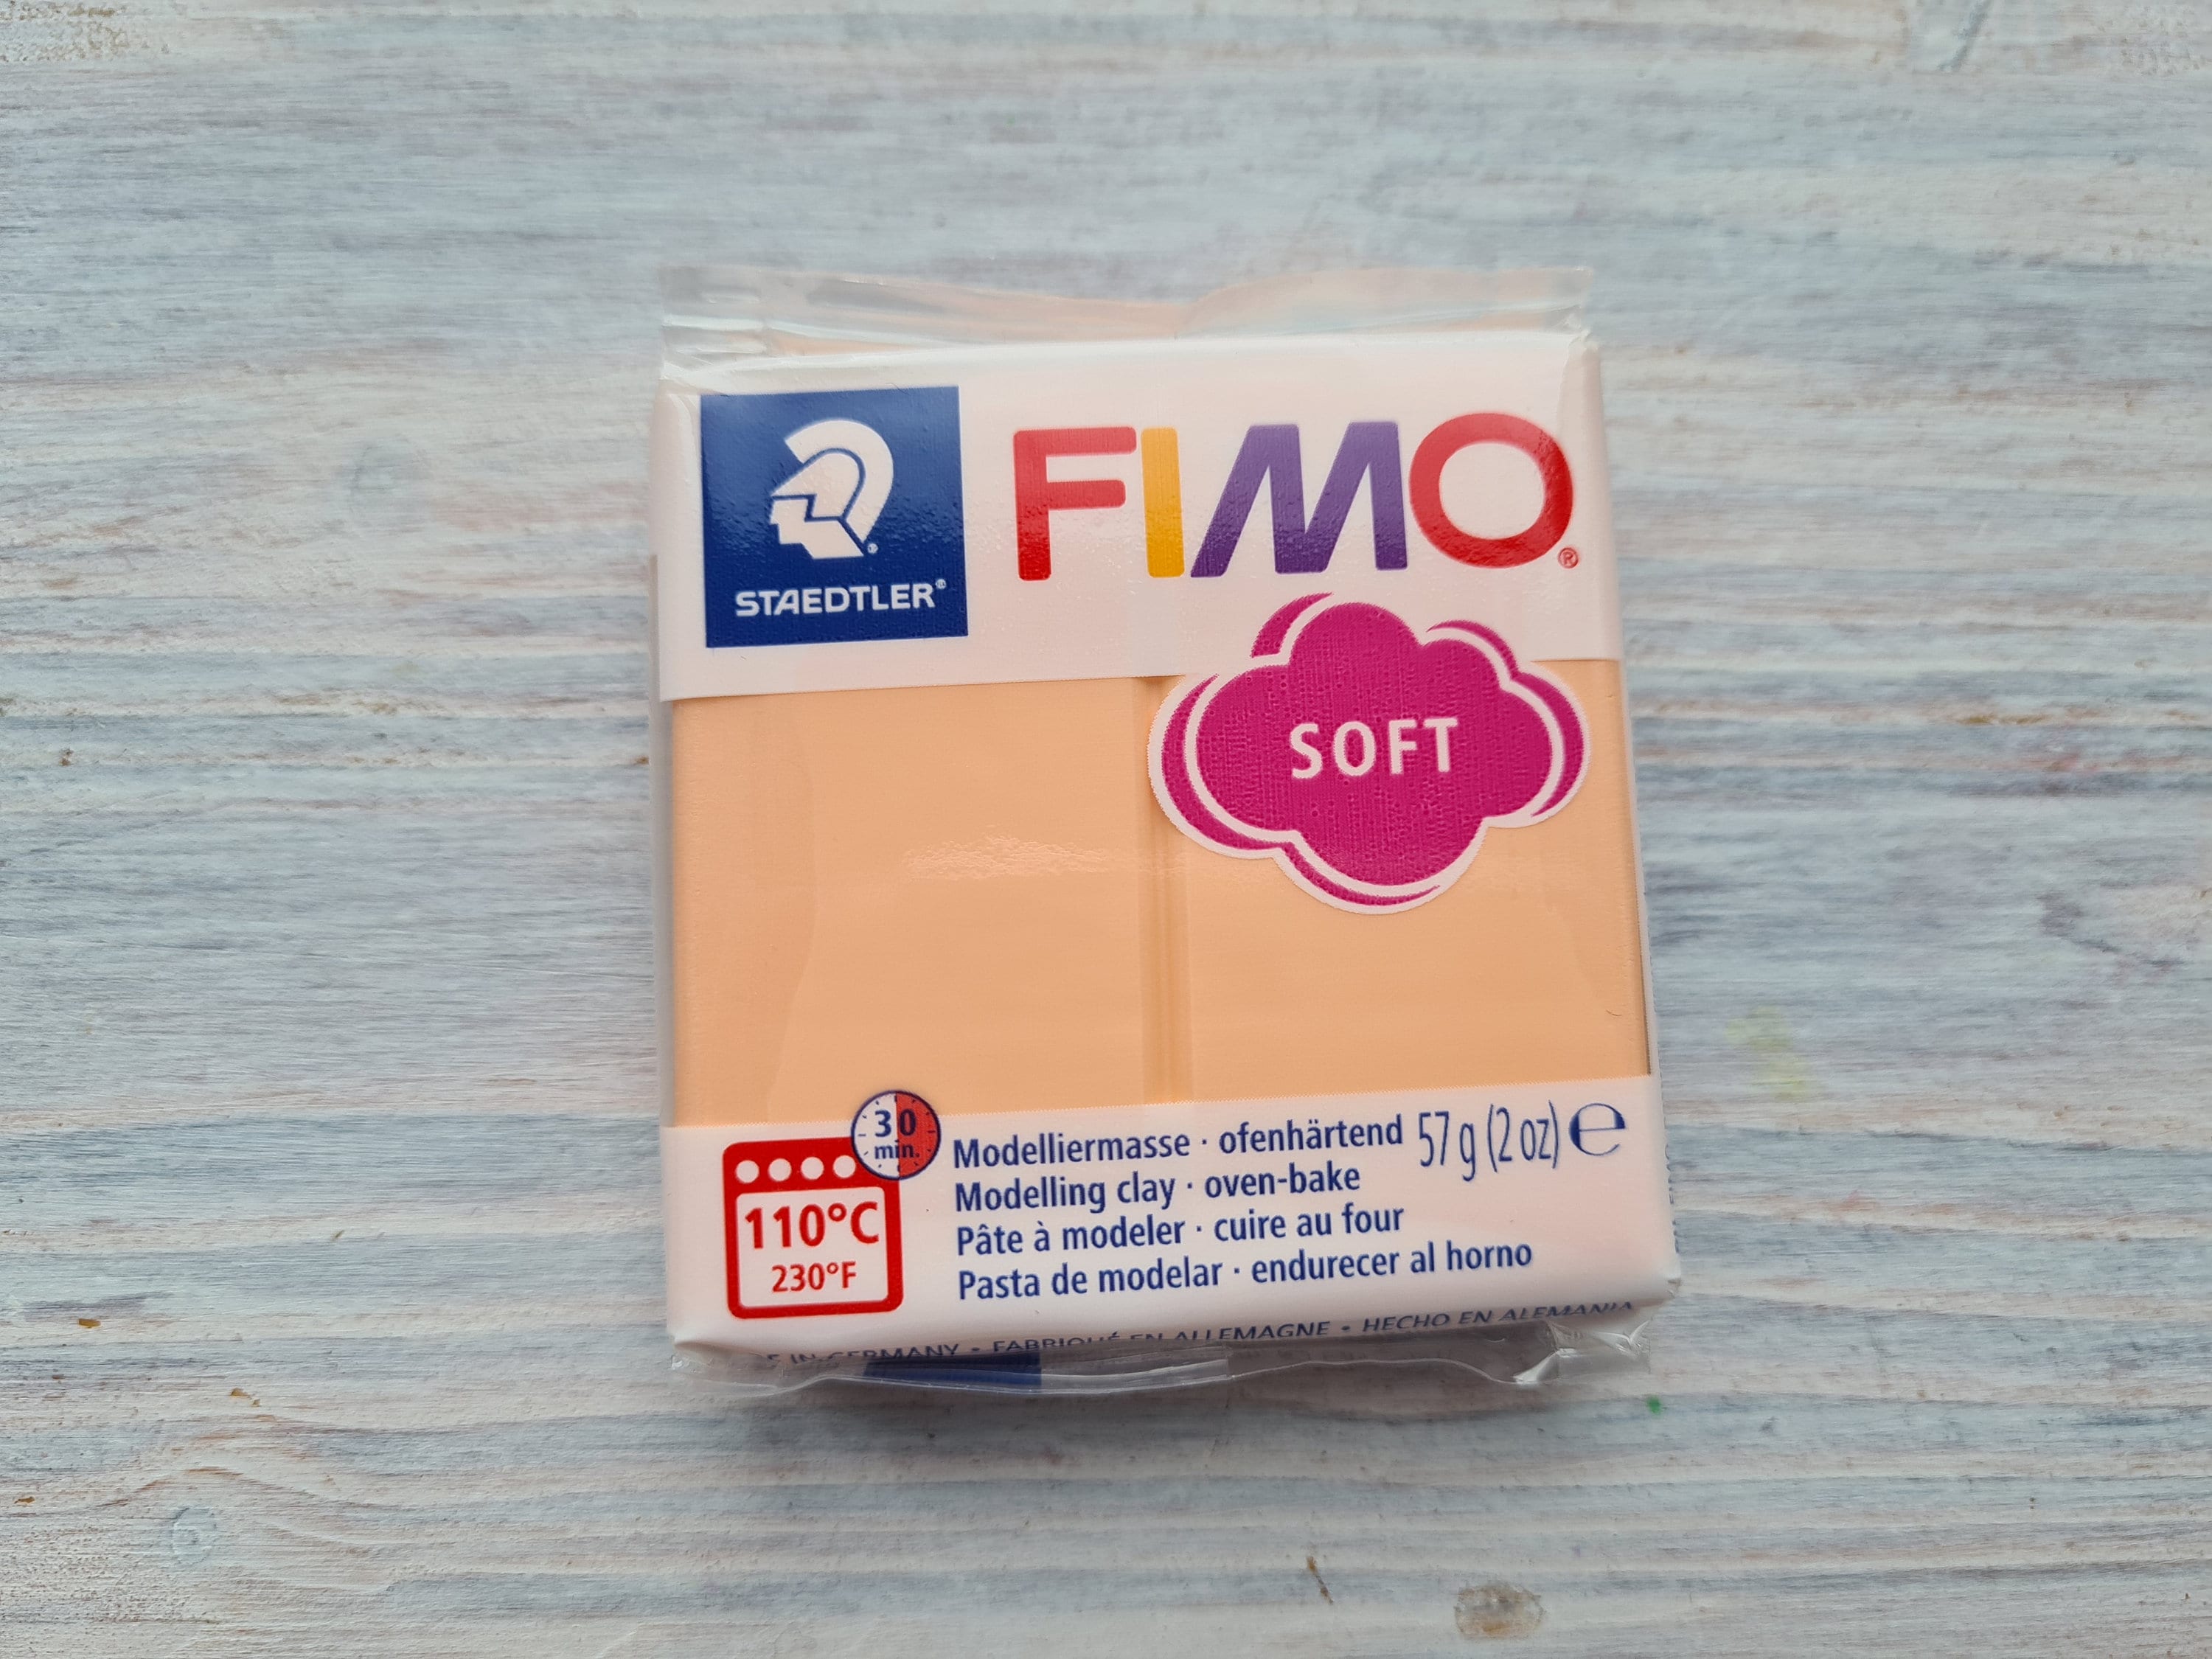 STAEDTLER®
FIMO®
SOFT
30
min.
110°C
230°F
Modelliermasse · ofenhärtend 57 g (2 oz) ℮
Modelling clay · oven-bake
Pâte à modeler · cuire au four
Pasta de modelar · endurecer al horno
IN GERMANY • FABRIQUÉ EN ALLEMAGNE • HECHO EN ALEMANIA